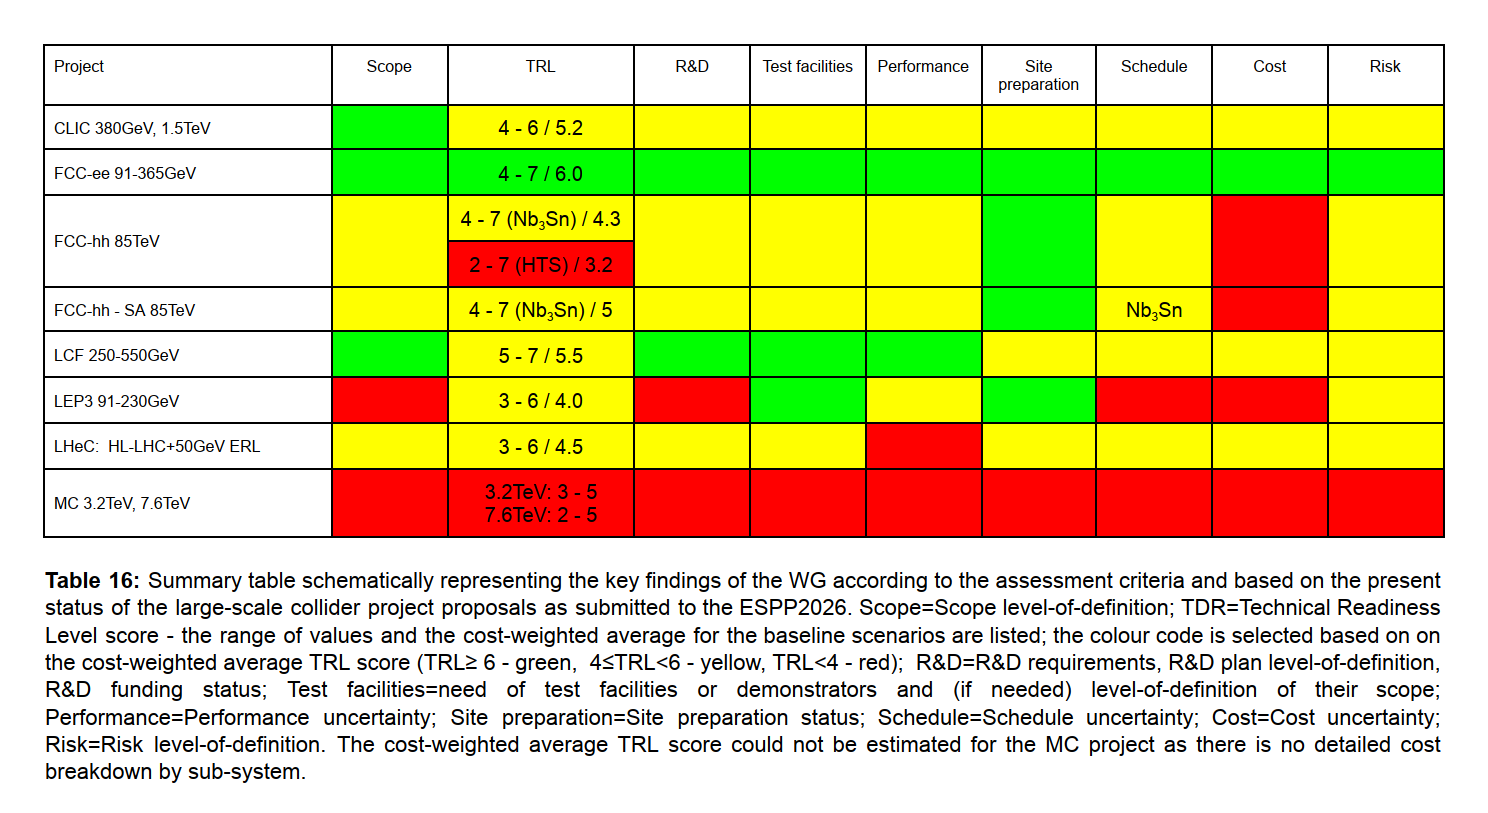 Project Scope TRL R&D Test facilities Performance Site preparation Schedule Cost Risk
CLIC 380GeV, 1.5TeV 4 - 6 / 5.2
FCC-ee 91-365GeV 4 - 7 / 6.0
FCC-hh 85TeV 4 - 7 (Nb₃Sn) / 4.3
2 - 7 (HTS) / 3.2
FCC-hh - SA 85TeV 4 - 7 (Nb₃Sn) / 5 Nb₃Sn
LCF 250-550GeV 5 - 7 / 5.5
LEP3 91-230GeV 3 - 6 / 4.0
LHeC: HL-LHC+50GeV ERL 3 - 6 / 4.5
MC 3.2TeV, 7.6TeV 3.2TeV: 3 - 5
7.6TeV: 2 - 5
Table 16: Summary table schematically representing the key findings of the WG according to the assessment criteria and based on the present
status of the large-scale collider project proposals as submitted to the ESPP2026. Scope=Scope level-of-definition; TDR=Technical Readiness
Level score - the range of values and the cost-weighted average for the baseline scenarios are listed; the colour code is selected based on on
the cost-weighted average TRL score (TRL≥ 6 - green, 4≤TRL<6 - yellow, TRL<4 - red); R&D=R&D requirements, R&D plan level-of-definition,
R&D funding status; Test facilities=need of test facilities or demonstrators and (if needed) level-of-definition of their scope;
Performance=Performance uncertainty; Site preparation=Site preparation status; Schedule=Schedule uncertainty; Cost=Cost uncertainty;
Risk=Risk level-of-definition. The cost-weighted average TRL score could not be estimated for the MC project as there is no detailed cost
breakdown by sub-system.